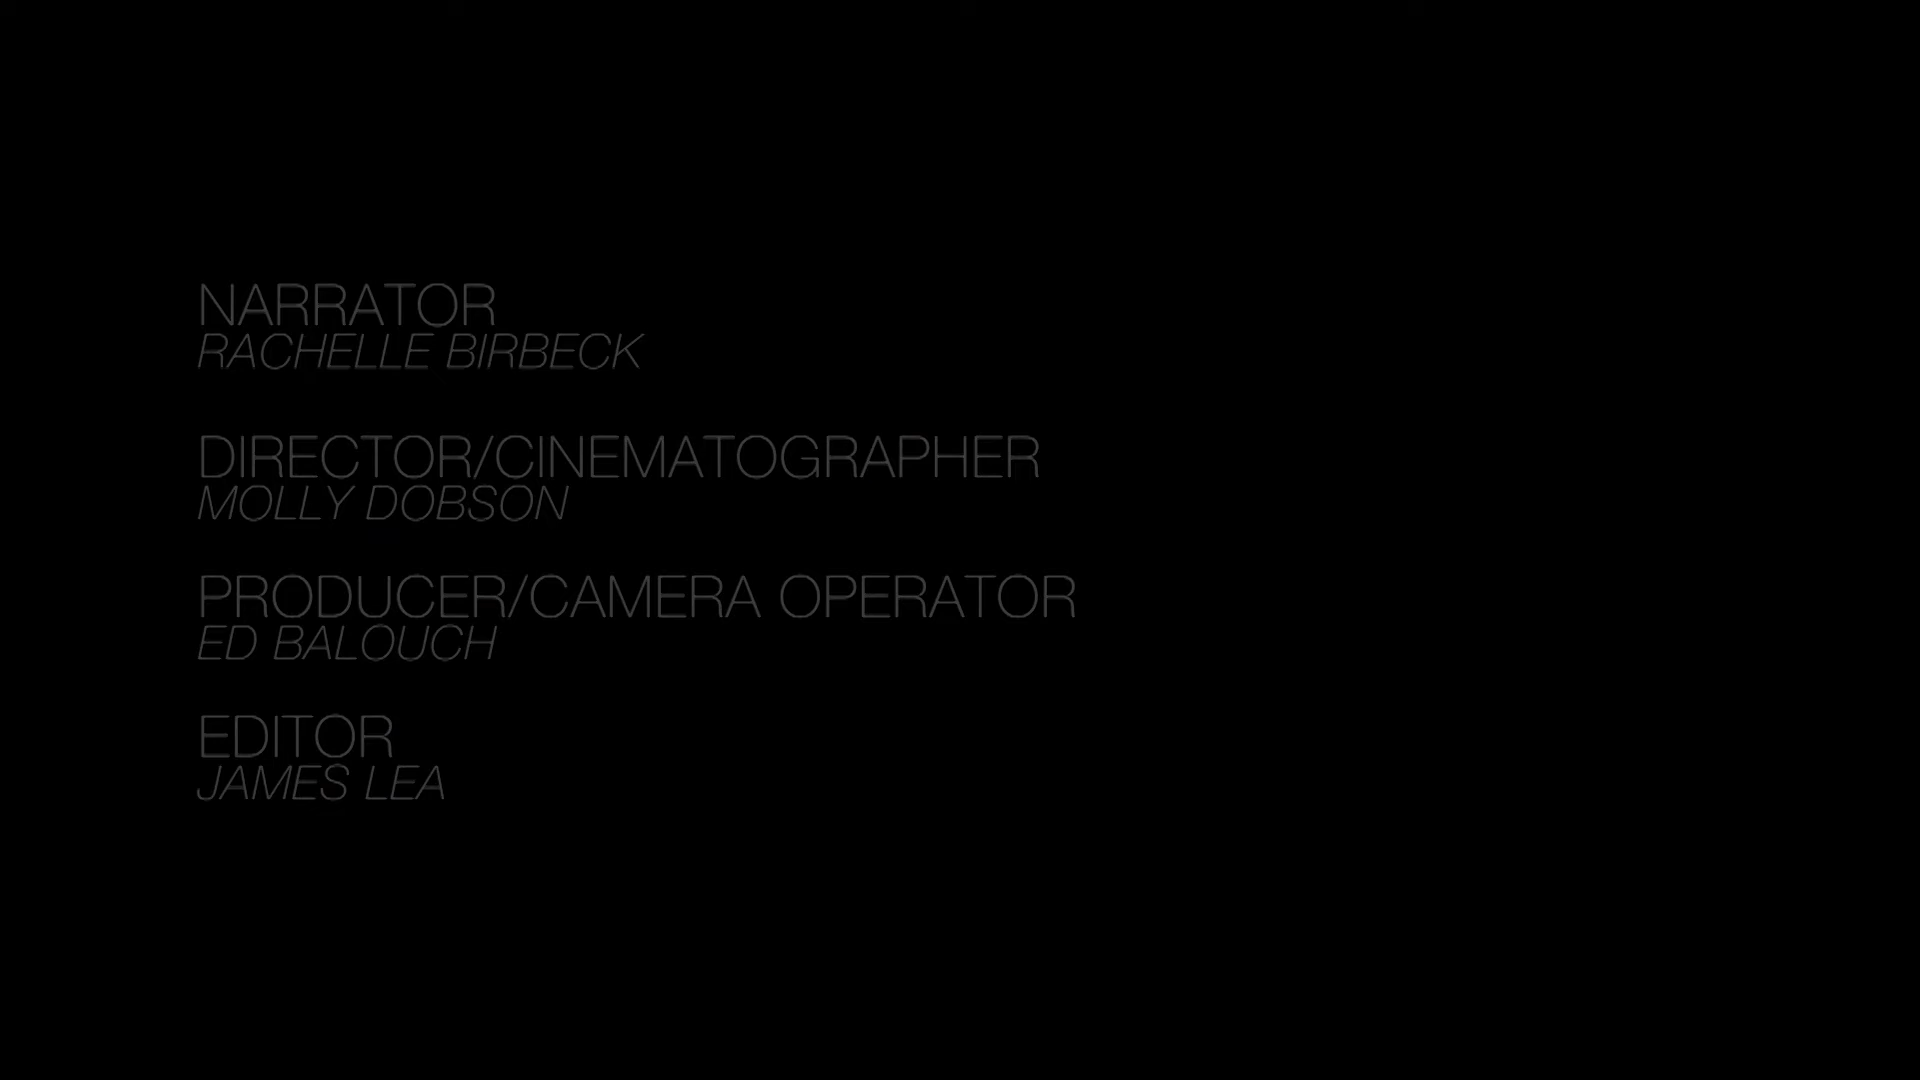 NARRATOR
RACHELLE BIRBECK
DIRECTOR/CINEMATOGRAPHER
MOLLY DOBSON
PRODUCER/CAMERA OPERATOR
ED BALOUCH
EDITOR
JAMES LEA